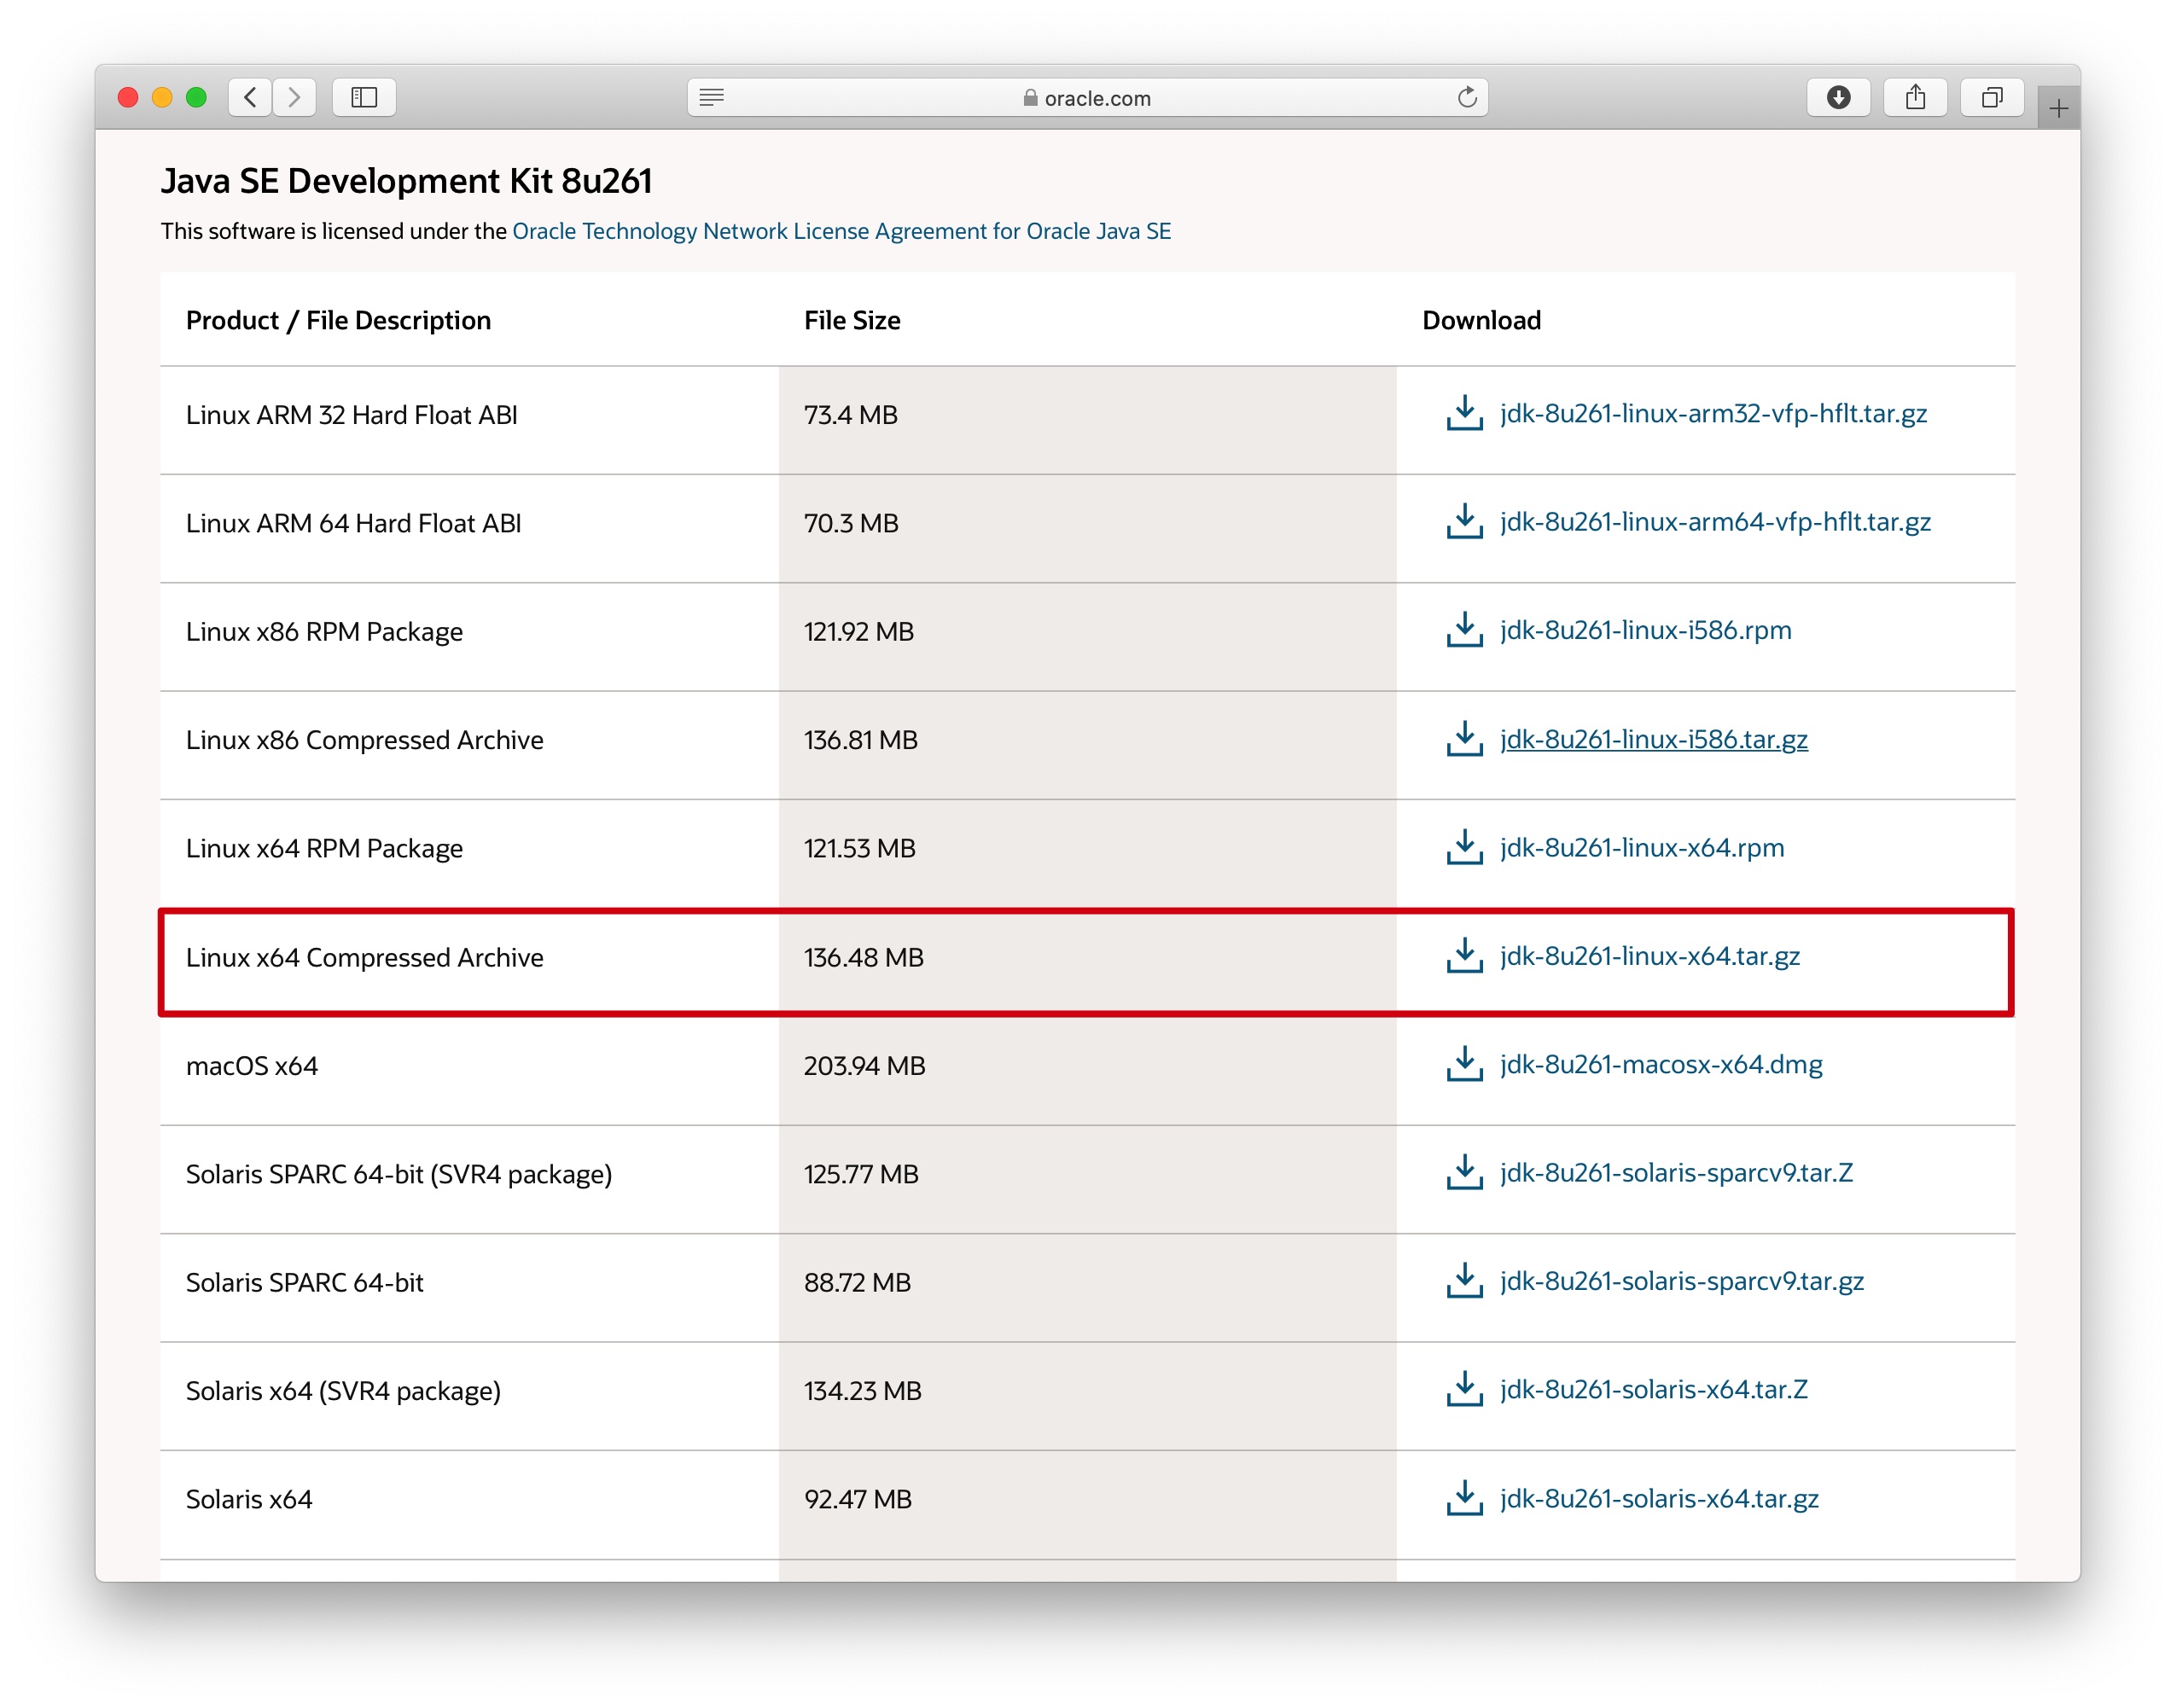 oracle.com
Java SE Development Kit 8u261
This software is licensed under the Oracle Technology Network License Agreement for Oracle Java SE
Product / File Description File Size Download
Linux ARM 32 Hard Float ABI 73.4 MB jdk-8u261-linux-arm32-vfp-hflt.tar.gz
Linux ARM 64 Hard Float ABI 70.3 MB jdk-8u261-linux-arm64-vfp-hflt.tar.gz
Linux x86 RPM Package 121.92 MB jdk-8u261-linux-i586.rpm
Linux x86 Compressed Archive 136.81 MB jdk-8u261-linux-i586.tar.gz
Linux x64 RPM Package 121.53 MB jdk-8u261-linux-x64.rpm
Linux x64 Compressed Archive 136.48 MB jdk-8u261-linux-x64.tar.gz
macOS x64 203.94 MB jdk-8u261-macosx-x64.dmg
Solaris SPARC 64-bit (SVR4 package) 125.77 MB jdk-8u261-solaris-sparcv9.tar.Z
Solaris SPARC 64-bit 88.72 MB jdk-8u261-solaris-sparcv9.tar.gz
Solaris x64 (SVR4 package) 134.23 MB jdk-8u261-solaris-x64.tar.Z
Solaris x64 92.47 MB jdk-8u261-solaris-x64.tar.gz